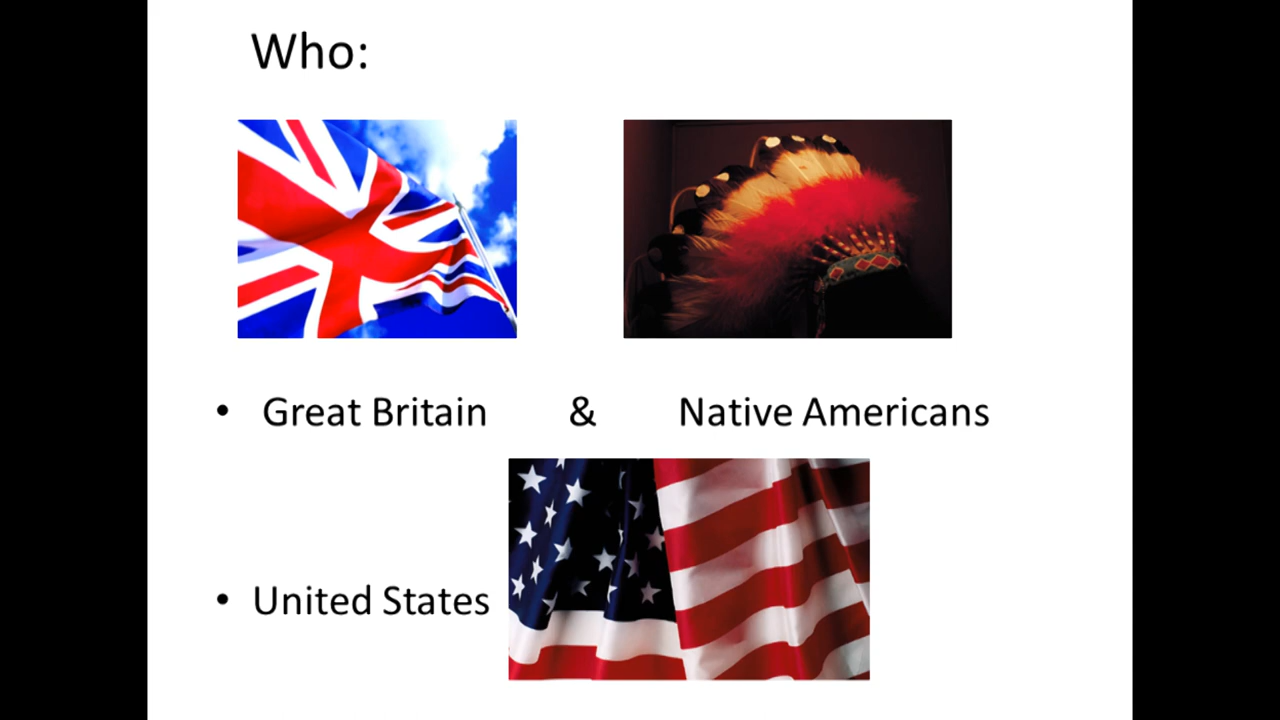 Who:
• Great Britain & Native Americans
• United States